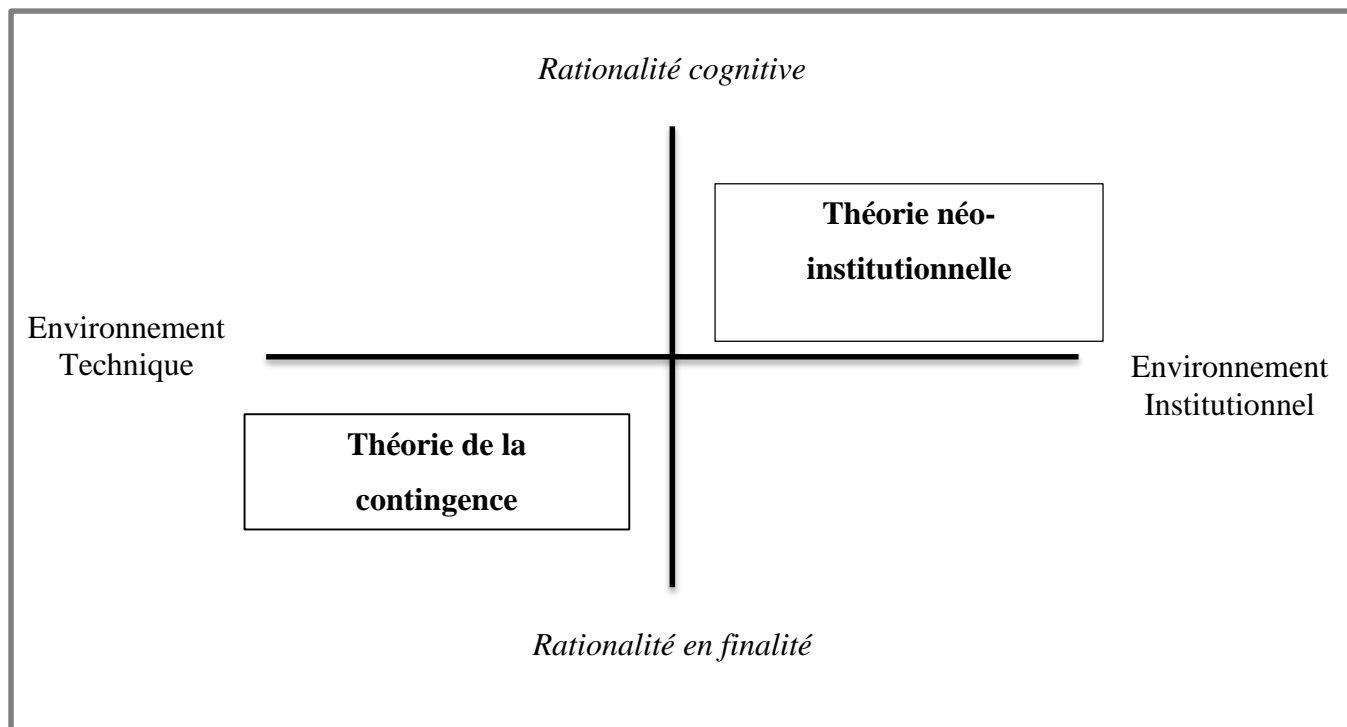 Rationalité cognitive
Théorie néo-
institutionnelle
Environnement
Technique
Environnement
Institutionnel
Théorie de la
contingence
Rationalité en finalité